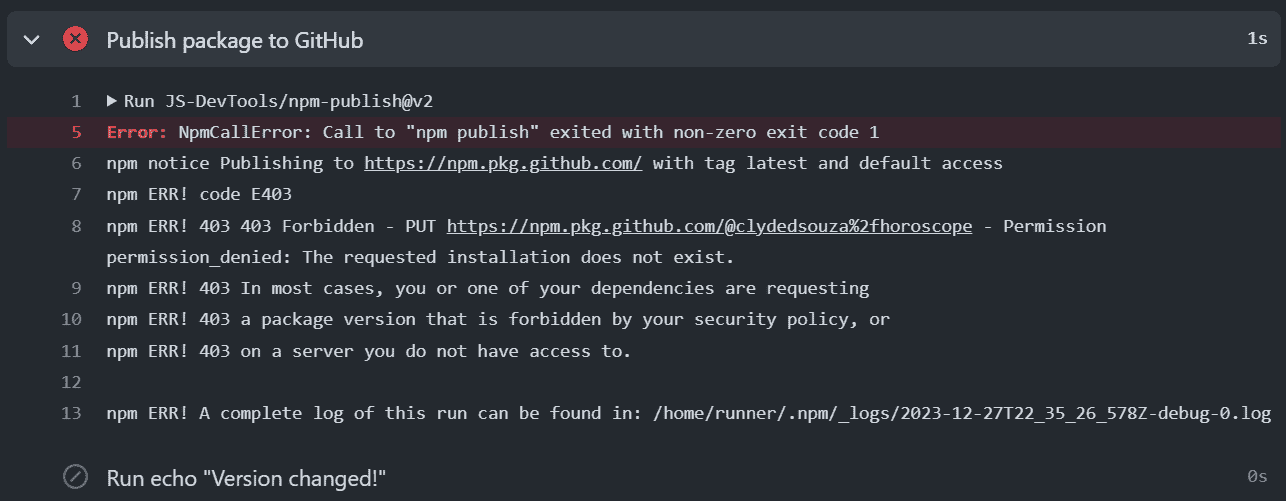 Publish package to GitHub 1s
1 Run JS-DevTools/npm-publish@v2
5 Error: NpmCallError: Call to "npm publish" exited with non-zero exit code 1
6 npm notice Publishing to https://npm.pkg.github.com/ with tag latest and default access
7 npm ERR! code E403
8 npm ERR! 403 403 Forbidden - PUT https://npm.pkg.github.com/@clydedsouza%2fhoroscope - Permission
permission_denied: The requested installation does not exist.
9 npm ERR! 403 In most cases, you or one of your dependencies are requesting
10 npm ERR! 403 a package version that is forbidden by your security policy, or
11 npm ERR! 403 on a server you do not have access to.
12
13 npm ERR! A complete log of this run can be found in: /home/runner/.npm/_logs/2023-12-27T22_35_26_578Z-debug-0.log
Run echo "Version changed!" 0s